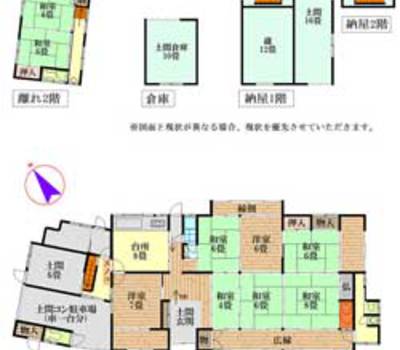 和室
6畳
和室
6畳
押入
土間倉庫
10畳
蔵
12畳
土間
16畳
離れ2階
倉庫
納屋1階
納屋2階
※図面と現状が異なる場合、現状を優先させていただきます。
縁側
台所
8畳
和室
6畳
洋室
6畳
押入
物入
和室
6畳
土間
6畳
土間コン駐車場
(車一台分)
洋室
7畳
土間
玄関
和室
4畳
和室
6畳
和室
8畳
仏
物入
物
広縁